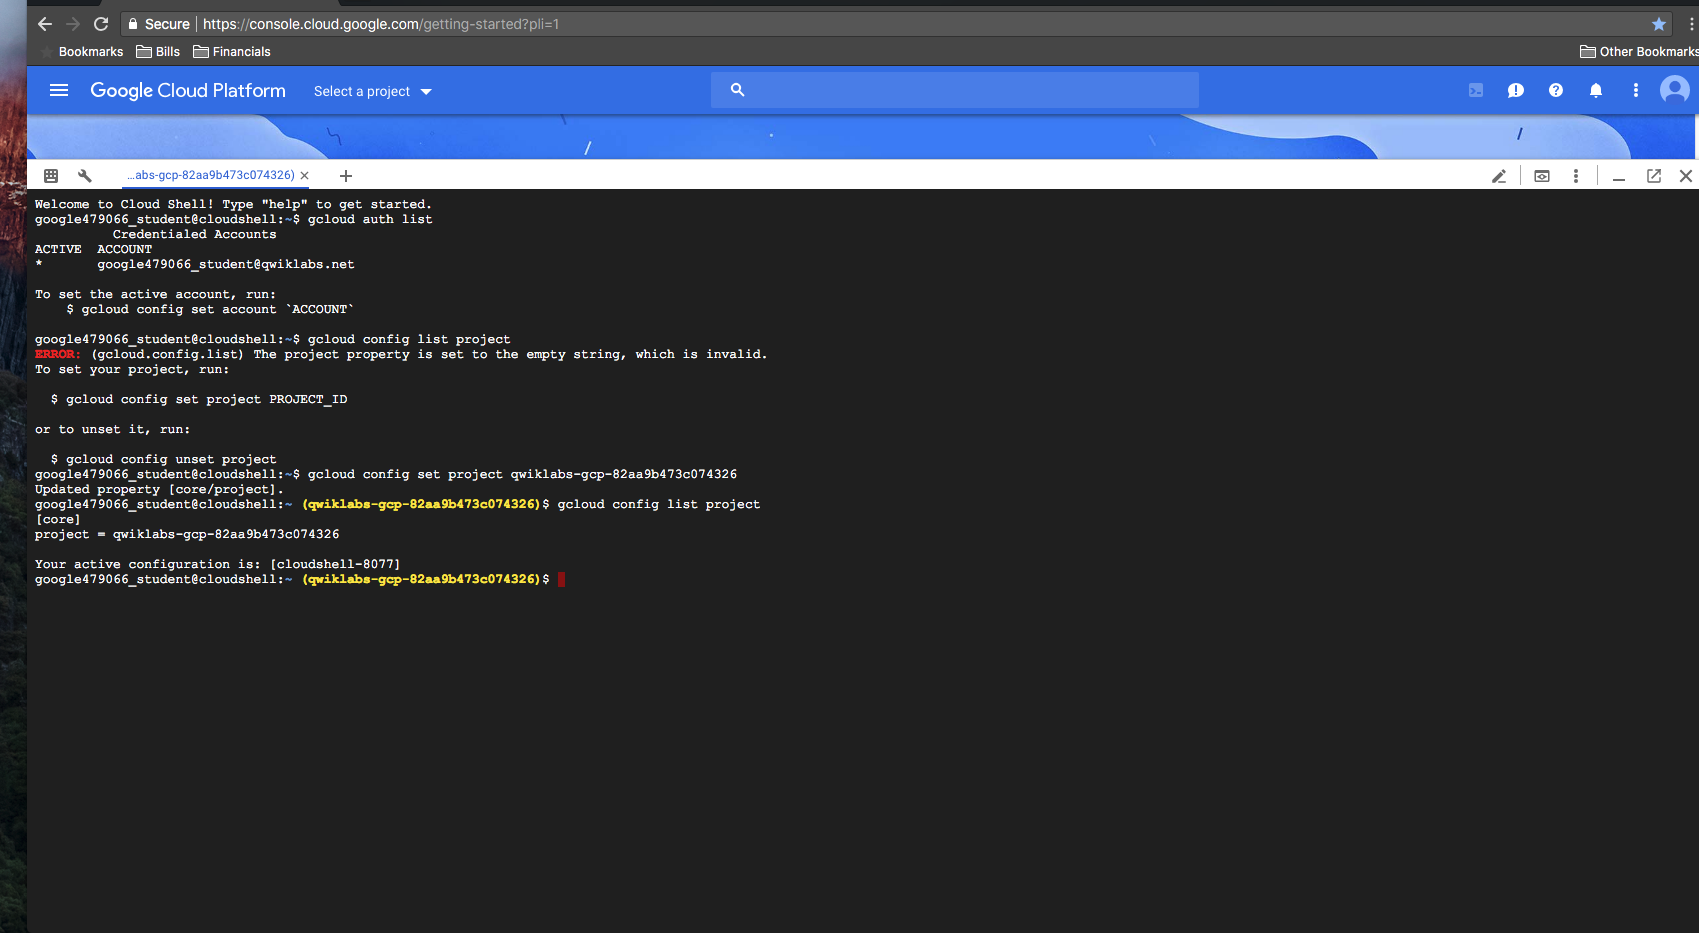 Secure https://console.cloud.google.com/getting-started?pli=1
Bookmarks Bills Financials Other Bookmarks
Google Cloud Platform Select a project
...abs-gcp-82aa9b473c074326)
Welcome to Cloud Shell! Type "help" to get started.
google479066_student@cloudshell:~$ gcloud auth list
Credentialed Accounts
ACTIVE ACCOUNT
* google479066_student@qwiklabs.net
To set the active account, run:
$ gcloud config set account `ACCOUNT`
google479066_student@cloudshell:~$ gcloud config list project
ERROR: (gcloud.config.list) The project property is set to the empty string, which is invalid.
To set your project, run:
$ gcloud config set project PROJECT_ID
or to unset it, run:
$ gcloud config unset project
google479066_student@cloudshell:~$ gcloud config set project qwiklabs-gcp-82aa9b473c074326
Updated property [core/project].
google479066_student@cloudshell:~ (qwiklabs-gcp-82aa9b473c074326)$ gcloud config list project
[core]
project = qwiklabs-gcp-82aa9b473c074326
Your active configuration is: [cloudshell-8077]
google479066_student@cloudshell:~ (qwiklabs-gcp-82aa9b473c074326)$